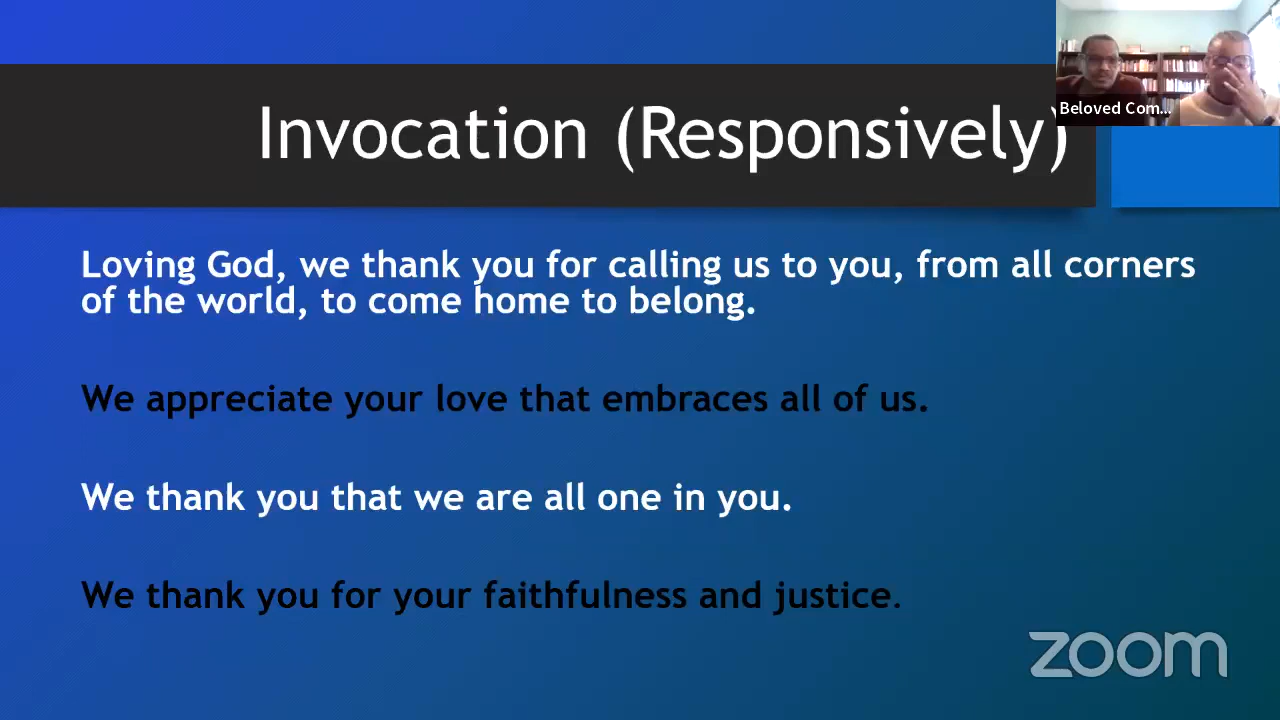 Beloved Com...
Invocation (Responsively)
Loving God, we thank you for calling us to you, from all corners
of the world, to come home to belong.
We appreciate your love that embraces all of us.
We thank you that we are all one in you.
We thank you for your faithfulness and justice.
zoom